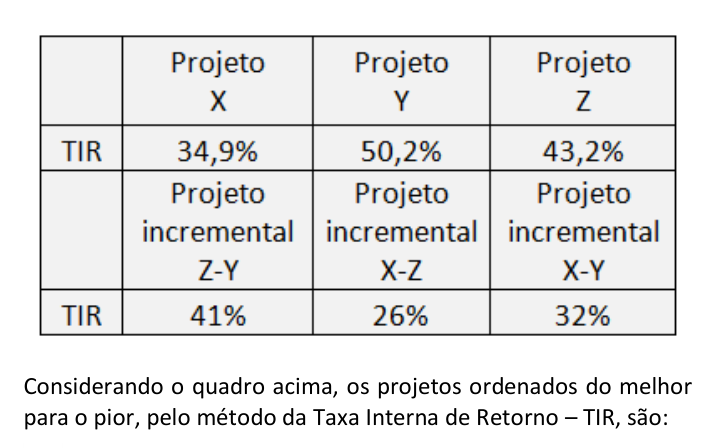 Projeto X Projeto Y Projeto Z
TIR 34,9% 50,2% 43,2%
Projeto incremental Z-Y Projeto incremental X-Z Projeto incremental X-Y
TIR 41% 26% 32%
Considerando o quadro acima, os projetos ordenados do melhor
para o pior, pelo método da Taxa Interna de Retorno – TIR, são: